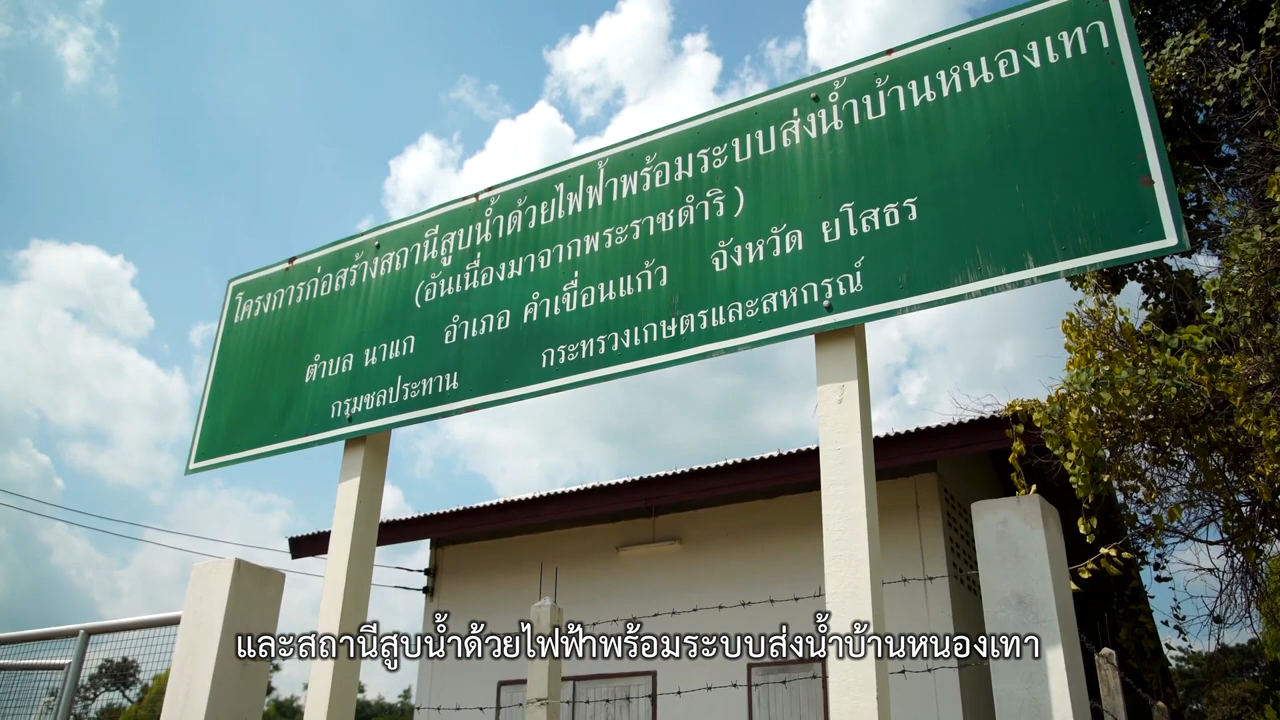 โครงการก่อสร้างสถานีสูบน้ำด้วยไฟฟ้าพร้อมระบบส่งน้ำบ้านหนองเทา
(อันเนื่องมาจากพระราชดำริ)
ตำบล นาแก อำเภอ คำเขื่อนแก้ว จังหวัด ยโสธร
กรมชลประทาน กระทรวงเกษตรและสหกรณ์
และสถานีสูบน้ำด้วยไฟฟ้าพร้อมระบบส่งน้ำบ้านหนองเทา